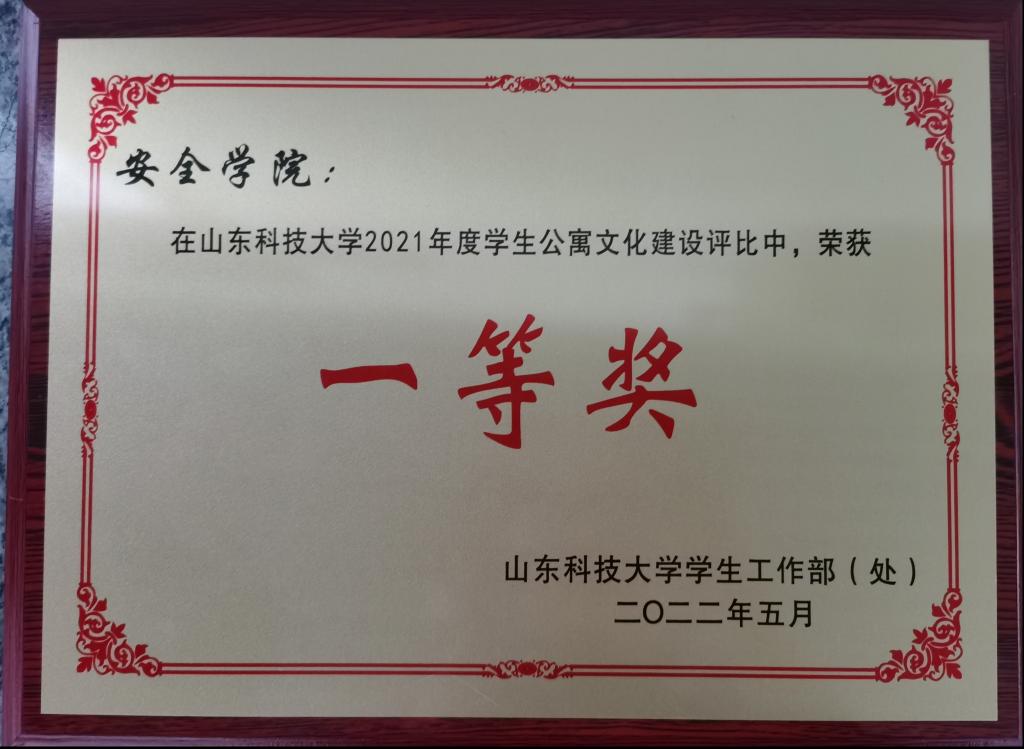 安全学院：
在山东科技大学2021年度学生公寓文化建设评比中，荣获
一等奖
山东科技大学学生工作部（处）
二〇二二年五月